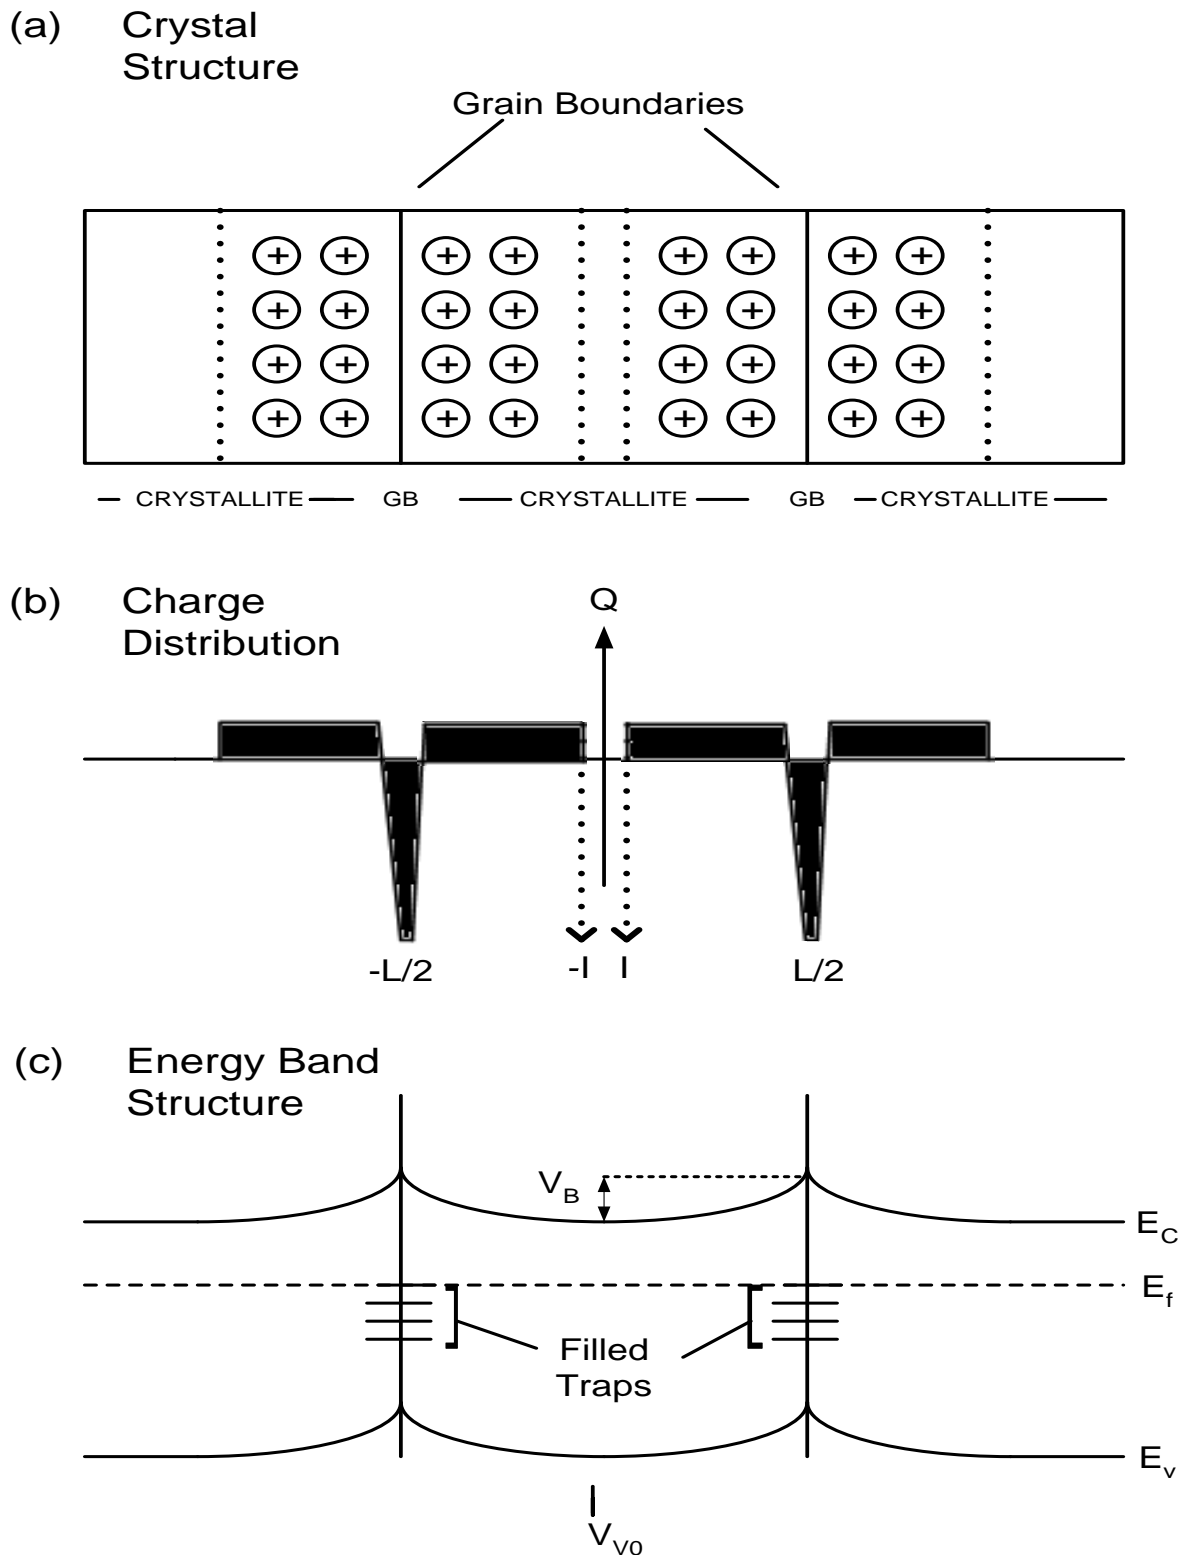 (a) Crystal
Structure
Grain Boundaries
+ + + + + + + +
+ + + + + + + +
+ + + + + + + +
+ + + + + + + +
CRYSTALLITE GB CRYSTALLITE GB CRYSTALLITE
(b) Charge
Distribution
Q
-L/2 -l l L/2
(c) Energy Band
Structure
V_B
E_C
E_f
Filled
Traps
E_v
V_V0